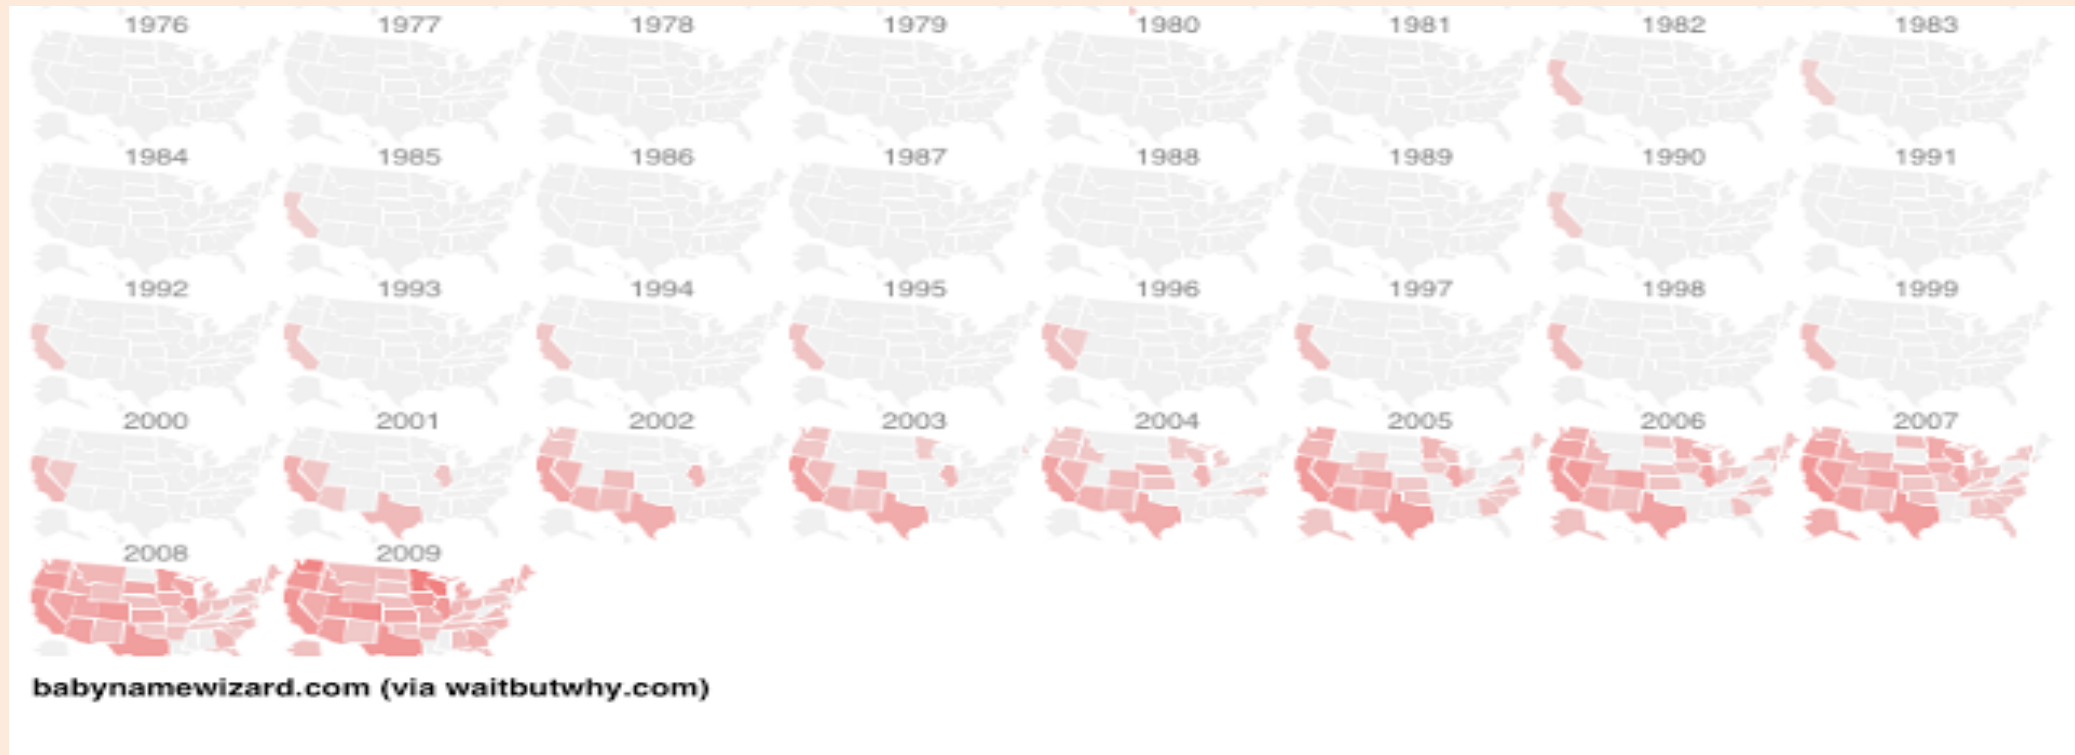 1976 1977 1978 1979 1980 1981 1982 1983
1984 1985 1986 1987 1988 1989 1990 1991
1992 1993 1994 1995 1996 1997 1998 1999
2000 2001 2002 2003 2004 2005 2006 2007
2008 2009
babynamewizard.com (via waitbutwhy.com)